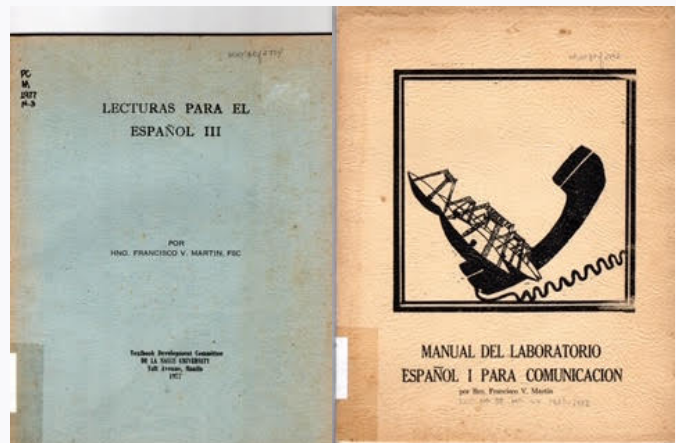 PC
1977
LECTURAS PARA EL
ESPAÑOL III
POR
HNO. FRANCISCO V. MARTIN, FSC
Textbook Development Committee
DE LA SALLE UNIVERSITY
Taft Avenue, Manila
1977
MANUAL DEL LABORATORIO
ESPAÑOL I PARA COMUNICACION
por Bro. Francisco V. Martin